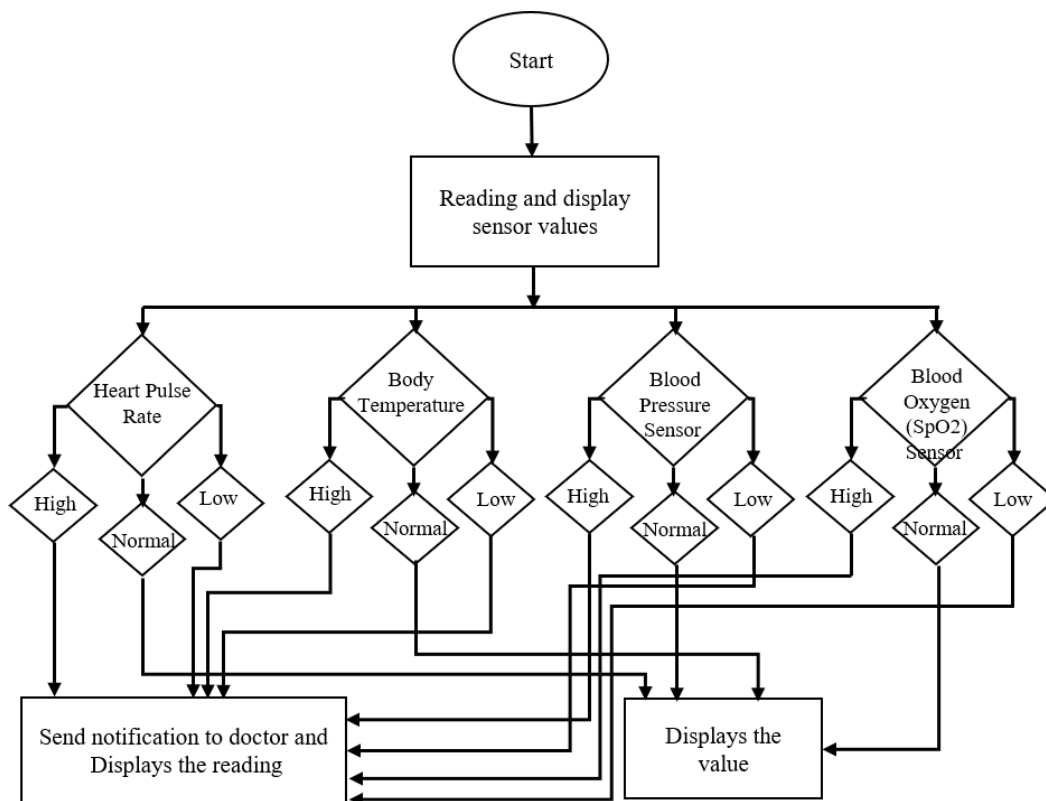 Start
Reading and display
sensor values
Heart Pulse
Rate
Body
Temperature
Blood
Pressure
Sensor
Blood
Oxygen
(SpO2)
Sensor
High
Normal
Low
High
Normal
Low
High
Normal
Low
High
Normal
Low
Send notification to doctor and
Displays the reading
Displays the
value